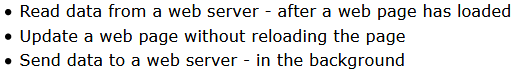 • Read data from a web server - after a web page has loaded
• Update a web page without reloading the page
• Send data to a web server - in the background